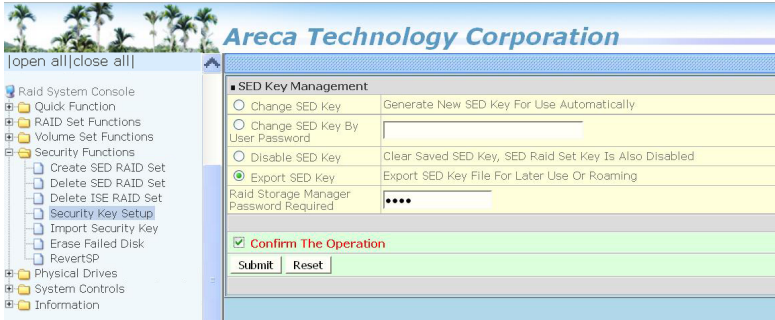 Areca Technology Corporation
|open all|close all|
Raid System Console
Quick Function
RAID Set Functions
Volume Set Functions
Security Functions
Create SED RAID Set
Delete SED RAID Set
Delete ISE RAID Set
Security Key Setup
Import Security Key
Erase Failed Disk
RevertSP
Physical Drives
System Controls
Information
SED Key Management
Change SED Key Generate New SED Key For Use Automatically
Change SED Key By
User Password
Disable SED Key Clear Saved SED Key, SED Raid Set Key Is Also Disabled
Export SED Key Export SED Key File For Later Use Or Roaming
Raid Storage Manager
Password Required ••••
Confirm The Operation
Submit Reset